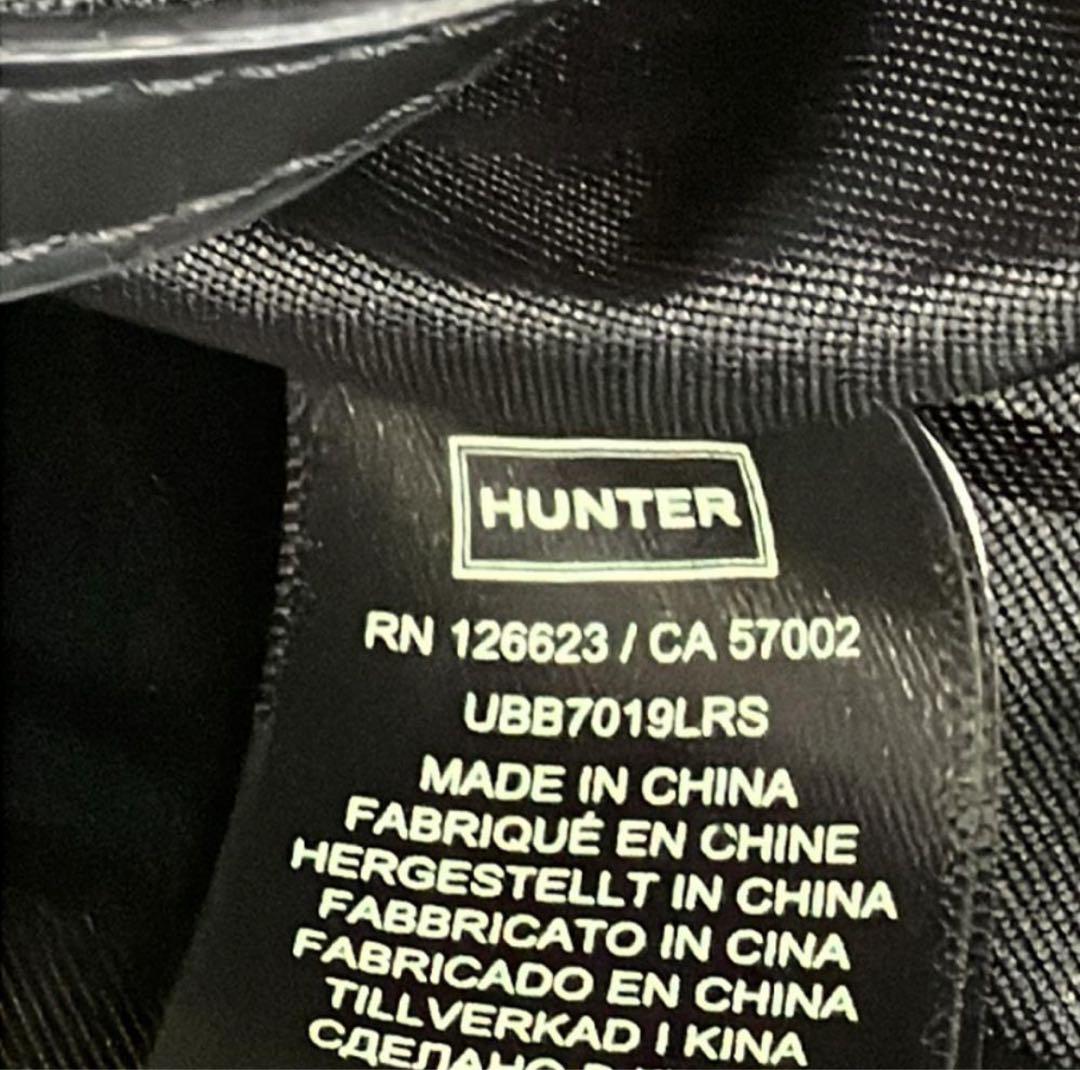 HUNTER
RN 126623 / CA 57002
UBB7019LRS
MADE IN CHINA
FABRIQUÉ EN CHINE
HERGESTELLT IN CHINA
FABBRICATO IN CINA
FABRICADO EN CHINA
TILLVERKAD I KINA
СДЕЛАНО В